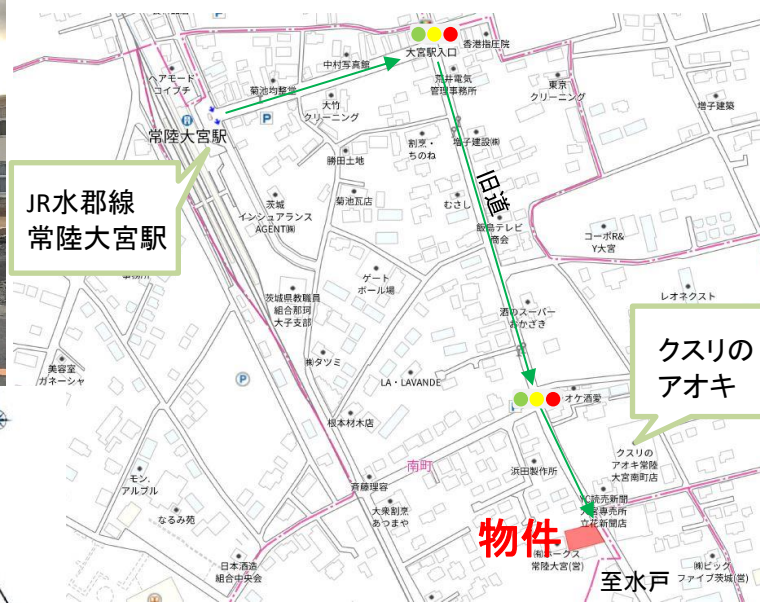 大宮駅入口
香港指圧院
中村写真館
荒井電気
管理事務所
ヘアモード
コイブチ
菊池均整堂
大竹
クリーニング
東京
クリーニング
増子建築
P
常陸大宮駅
割烹・
ちのね
増子建設㈱
勝田土地
JR水郡線
常陸大宮駅
茨城
インシュアランス
AGENT㈱
菊池瓦店
むさし
旧道
飯島テレビ
商会
コーポR&
Y大宮
ゲート
ボール場
茨城県教職員
組合那珂
大子支部
レオネクスト
酒のスーパー
おかざき
クスリの
アオキ
㈱タツミ
美容室
ガネーシャ
P
LA・LAVANDE
オケ酒愛
根本材木店
南町
浜田製作所
クスリの
アオキ常陸
大宮南町店
モン.
アルブル
斉藤理容
YC読売新聞
大宮専売所
立花新聞店
なるみ苑
大衆割烹
あつまや
物件
㈲ホークス
常陸大宮(営)
日本酒造
組合中央会
至水戸
㈱ビッグ
ファイブ茨城(営)